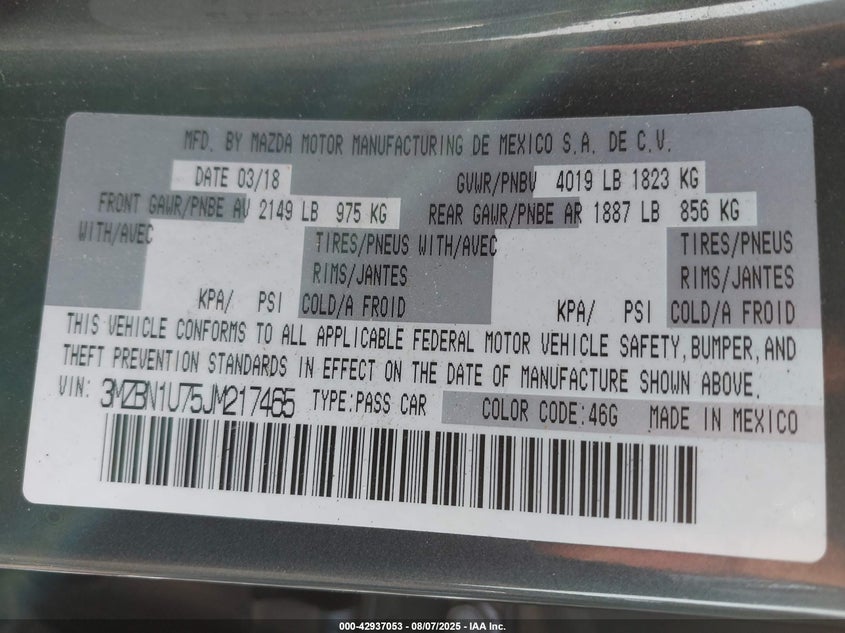 MFD. BY MAZDA MOTOR MANUFACTURING DE MEXICO S.A. DE C.V.
DATE 03/18 GVWR/PNBV 4019 LB 1823 KG
FRONT GAWR/PNBE AV 2149 LB 975 KG REAR GAWR/PNBE AR 1887 LB 856 KG
WITH/AVEC TIRES/PNEUS WITH/AVEC TIRES/PNEUS
RIMS/JANTES RIMS/JANTES
KPA/ PSI COLD/A FROID KPA/ PSI COLD/A FROID
THIS VEHICLE CONFORMS TO ALL APPLICABLE FEDERAL MOTOR VEHICLE SAFETY, BUMPER, AND
THEFT PREVENTION STANDARDS IN EFFECT ON THE DATE OF MANUFACTURE SHOWN ABOVE.
VIN: 3MZBN1U75JM217465 TYPE:PASS CAR COLOR CODE:46G MADE IN MEXICO
000-42937053 - 08/07/2025 - IAA Inc.